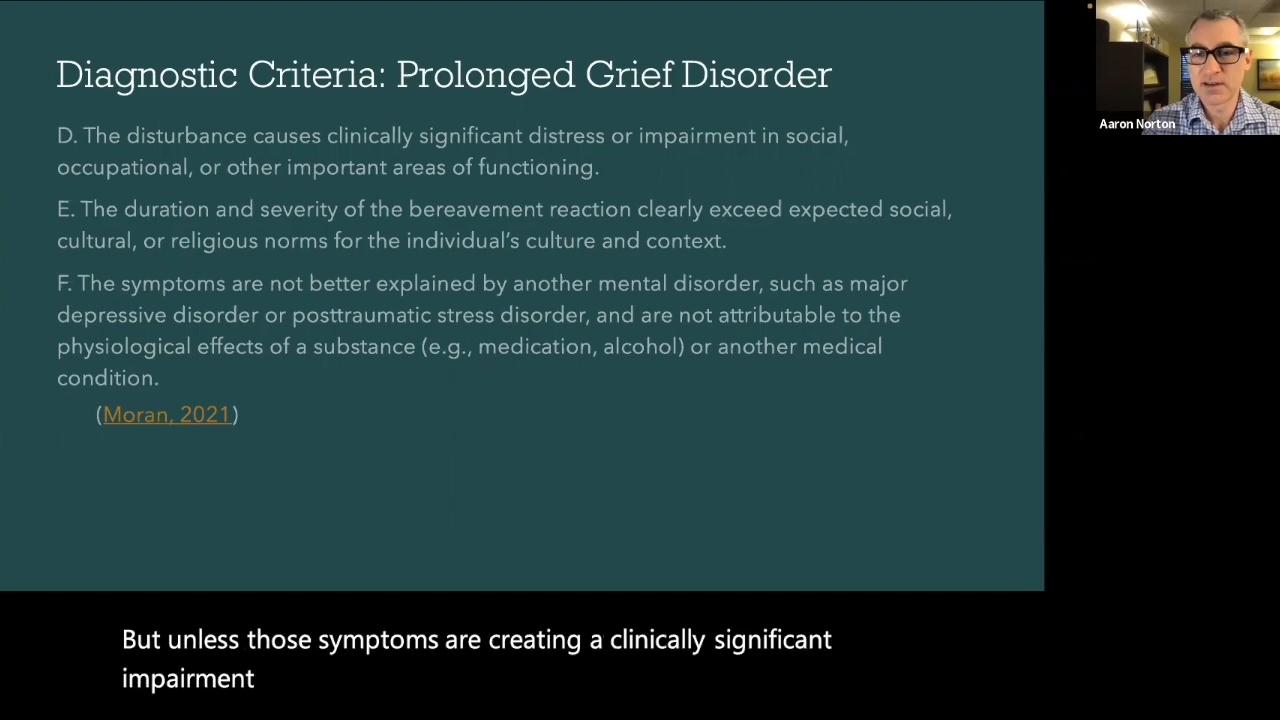 Diagnostic Criteria: Prolonged Grief Disorder
D. The disturbance causes clinically significant distress or impairment in social,
occupational, or other important areas of functioning.
E. The duration and severity of the bereavement reaction clearly exceed expected social,
cultural, or religious norms for the individual’s culture and context.
F. The symptoms are not better explained by another mental disorder, such as major
depressive disorder or posttraumatic stress disorder, and are not attributable to the
physiological effects of a substance (e.g., medication, alcohol) or another medical
condition.
(Moran, 2021)
Aaron Norton
But unless those symptoms are creating a clinically significant
impairment